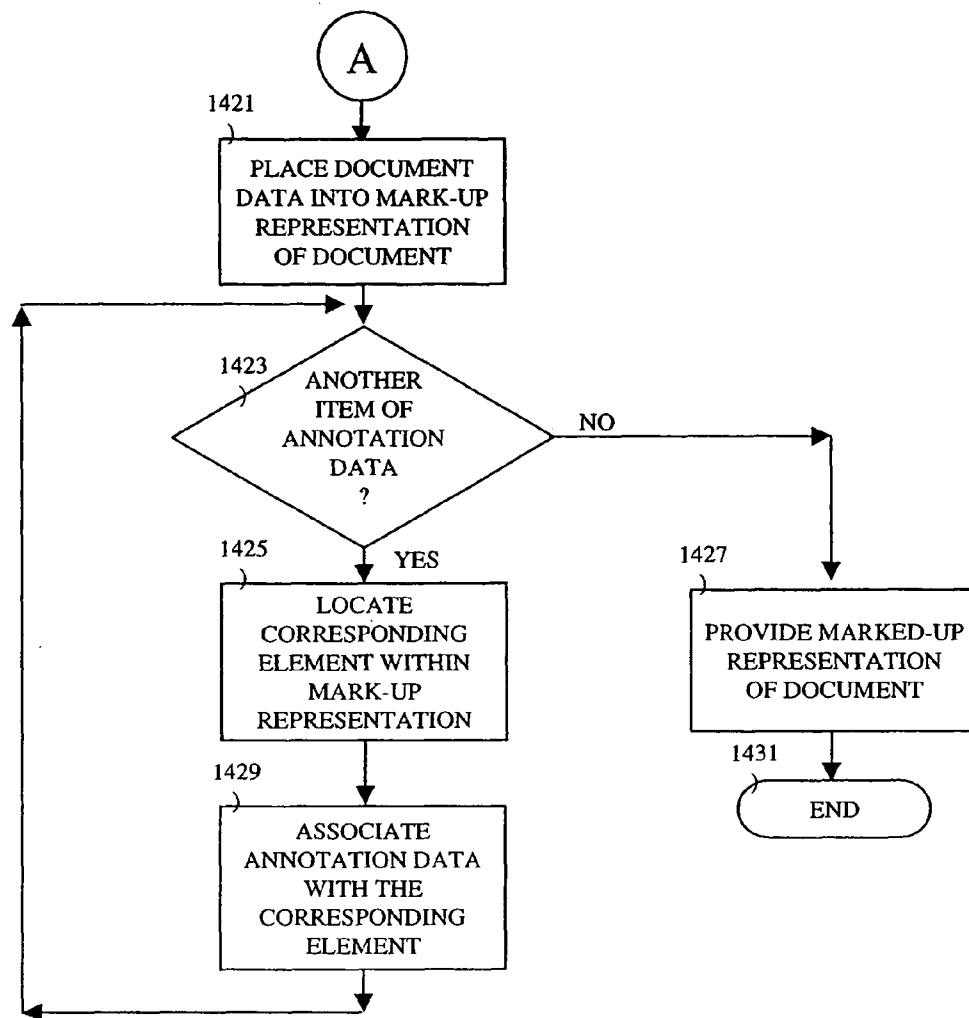 A
1421
PLACE DOCUMENT
DATA INTO MARK-UP
REPRESENTATION
OF DOCUMENT
1423
ANOTHER
ITEM OF
ANNOTATION
DATA
?
NO
YES
1425
LOCATE
CORRESPONDING
ELEMENT WITHIN
MARK-UP
REPRESENTATION
1427
PROVIDE MARKED-UP
REPRESENTATION
OF DOCUMENT
1429
ASSOCIATE
ANNOTATION DATA
WITH THE
CORRESPONDING
ELEMENT
1431
END